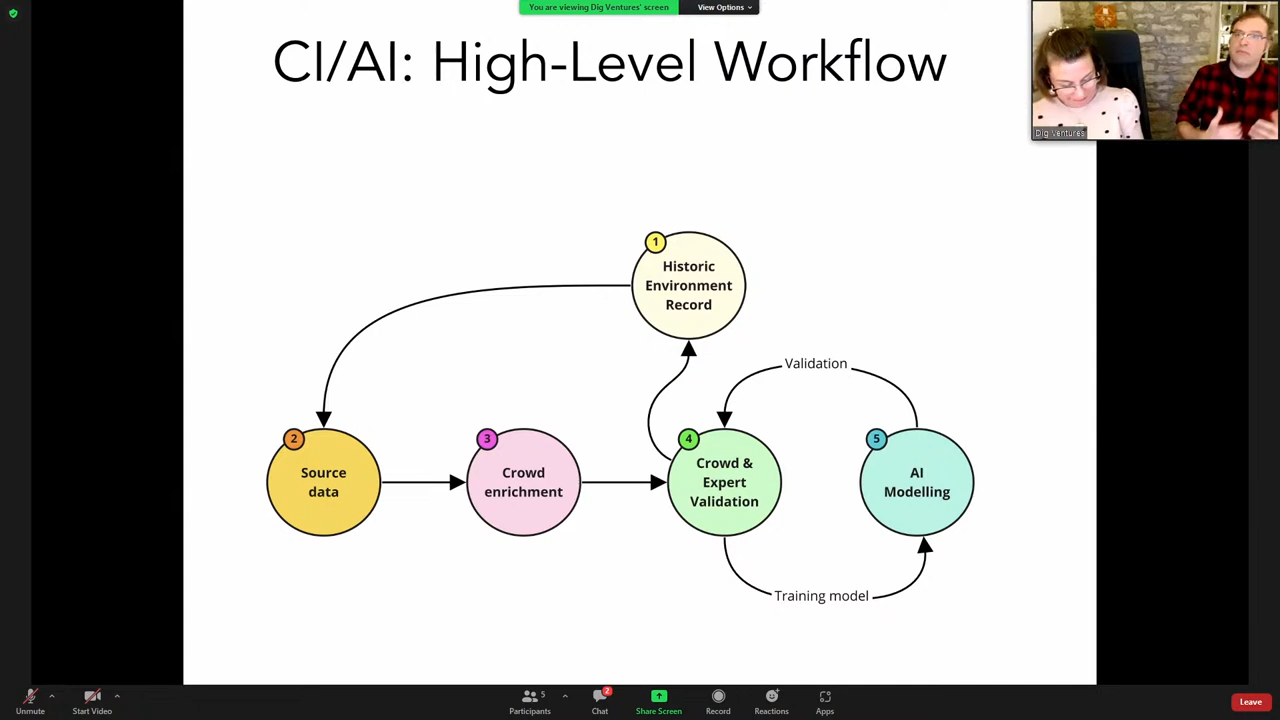 You are viewing Dig Ventures' screen
View Options
CI/AI: High-Level Workflow
Dig Ventures
1
Historic
Environment
Record
Validation
2
Source
data
3
Crowd
enrichment
4
Crowd &
Expert
Validation
5
AI
Modelling
Training model
Unmute
Start Video
5
Participants
2
Chat
Share Screen
Record
Reactions
Apps
Leave